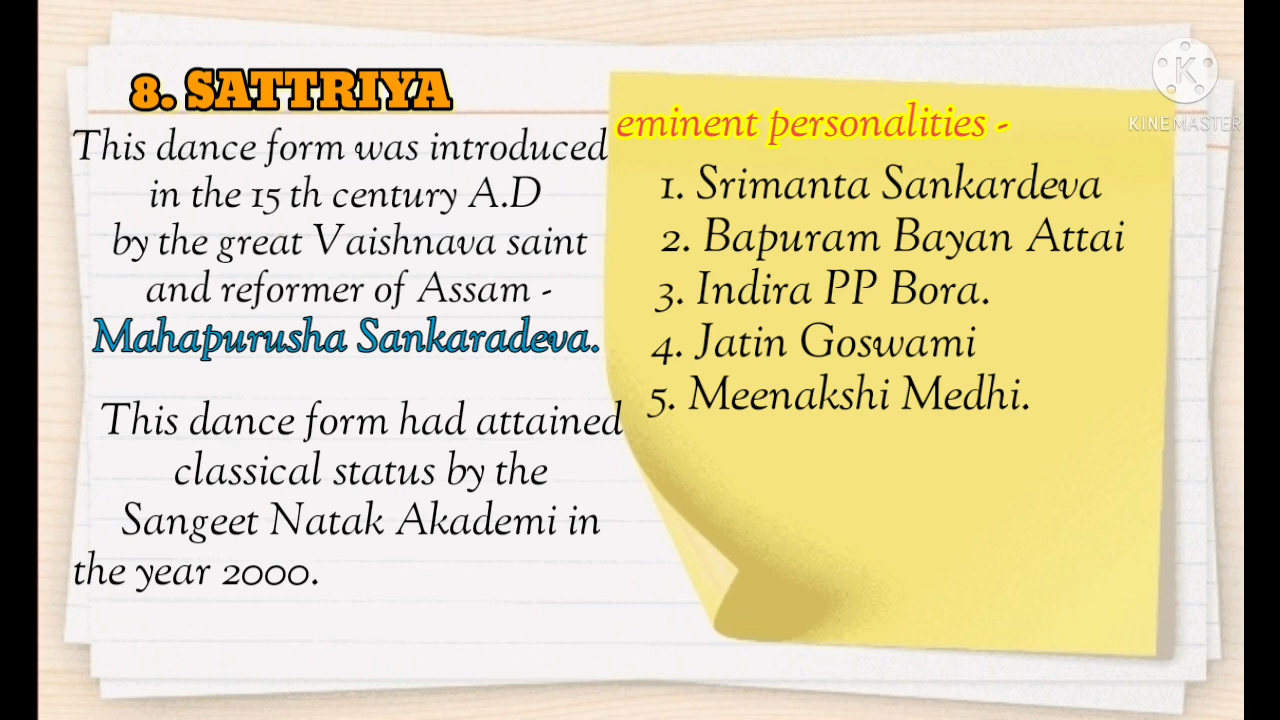 8. SATTRIYA
This dance form was introduced
in the 15 th century A.D
by the great Vaishnava saint
and reformer of Assam -
Mahapurusha Sankaradeva.
This dance form had attained
classical status by the
Sangeet Natak Akademi in
the year 2000.
eminent personalities -
1. Srimanta Sankardeva
2. Bapuram Bayan Attai
3. Indira PP Bora.
4. Jatin Goswami
5. Meenakshi Medhi.
K
KINEMASTER